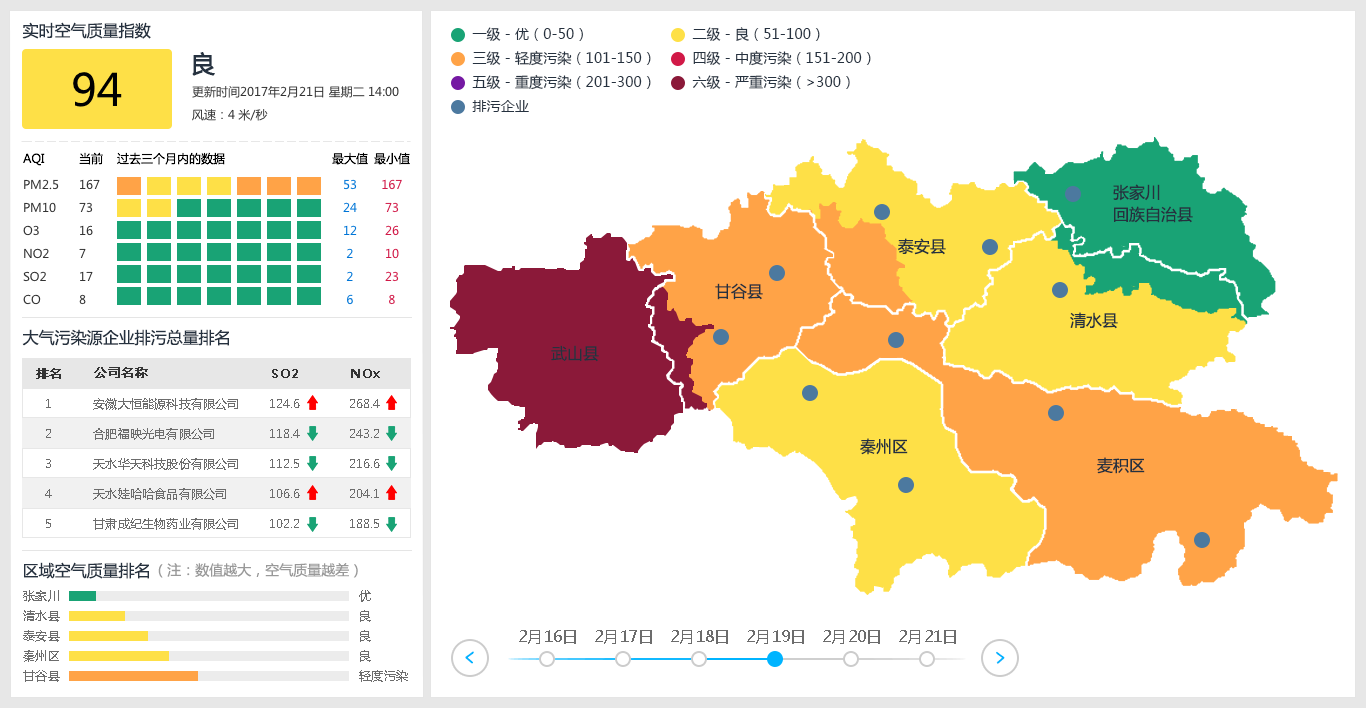 实时空气质量指数
94
良
更新时间2017年2月21日 星期二 14:00
风速：4 米/秒
AQI 当前 过去三个月内的数据 最大值 最小值
PM2.5 167 53 167
PM10 73 24 73
O3 16 12 26
NO2 7 2 10
SO2 17 2 23
CO 8 6 8
大气污染源企业排污总量排名
排名 公司名称 SO2 NOx
1 安徽大恒能源科技有限公司 124.6 268.4
2 合肥福映光电有限公司 118.4 243.2
3 天水华天科技股份有限公司 112.5 216.6
4 天水娃哈哈食品有限公司 106.6 204.1
5 甘肃成纪生物药业有限公司 102.2 188.5
区域空气质量排名（注：数值越大，空气质量越差）
张家川 优
清水县 良
泰安县 良
秦州区 良
甘谷县 轻度污染
一级 - 优（0-50） 二级 - 良（51-100）
三级 - 轻度污染（101-150） 四级 - 中度污染（151-200）
五级 - 重度污染（201-300） 六级 - 严重污染（>300）
排污企业
张家川
回族自治县
泰安县
甘谷县
清水县
武山县
秦州区
麦积区
2月16日 2月17日 2月18日 2月19日 2月20日 2月21日